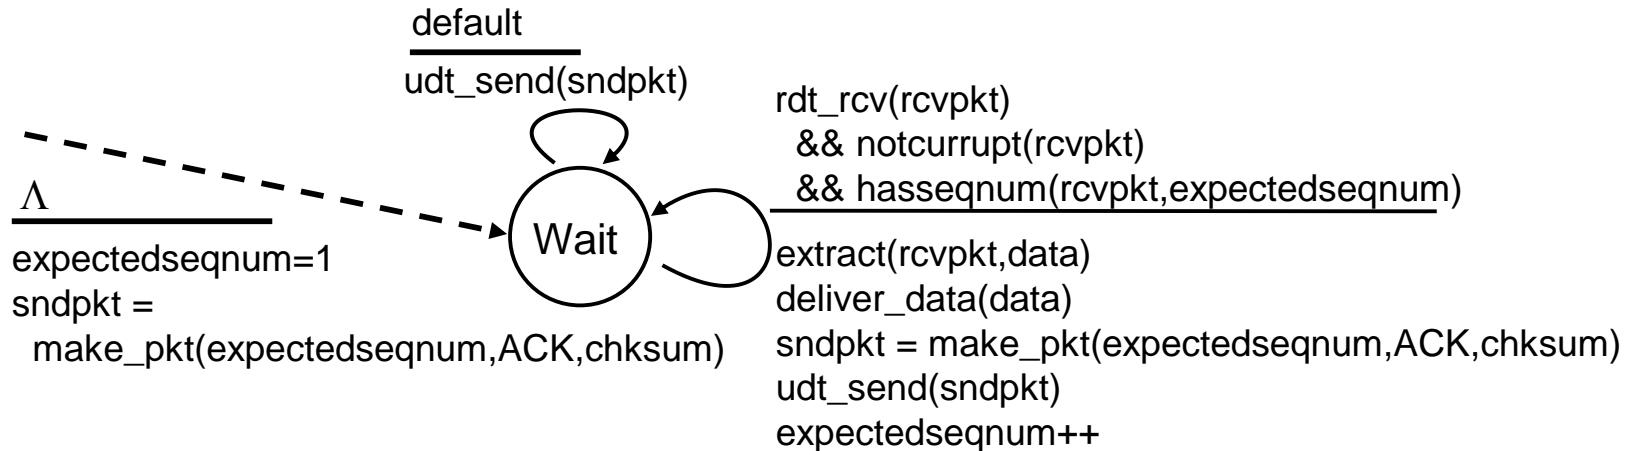 default
udt_send(sndpkt)
rdt_rcv(rcvpkt)
&& notcurrupt(rcvpkt)
&& hasseqnum(rcvpkt,expectedseqnum)
Λ
expectedseqnum=1
sndpkt =
make_pkt(expectedseqnum,ACK,chksum)
Wait
extract(rcvpkt,data)
deliver_data(data)
sndpkt = make_pkt(expectedseqnum,ACK,chksum)
udt_send(sndpkt)
expectedseqnum++